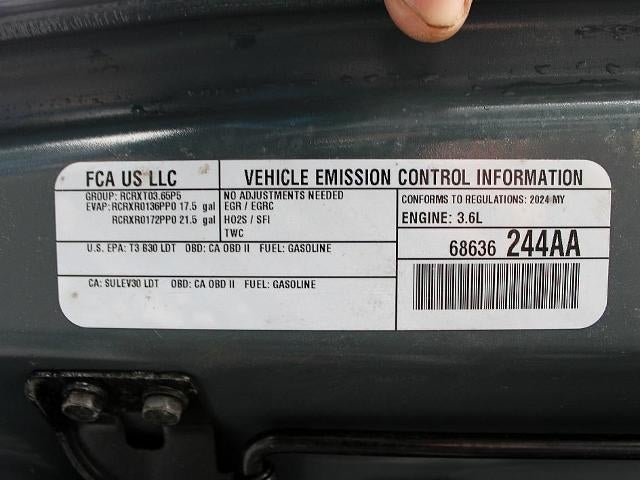 FCA US LLC
VEHICLE EMISSION CONTROL INFORMATION
GROUP: RCRXT03.65P5
EVAP: RCRXR0136PP0 17.5 gal
RCRXR0172PP0 21.5 gal
NO ADJUSTMENTS NEEDED
EGR / EGRC
HO2S / SFI
TWC
CONFORMS TO REGULATIONS: 2024 MY
ENGINE: 3.6L
U.S. EPA: T3 B30 LDT OBD: CA OBD II FUEL: GASOLINE
68636 244AA
CA: SULEV30 LDT OBD: CA OBD II FUEL: GASOLINE